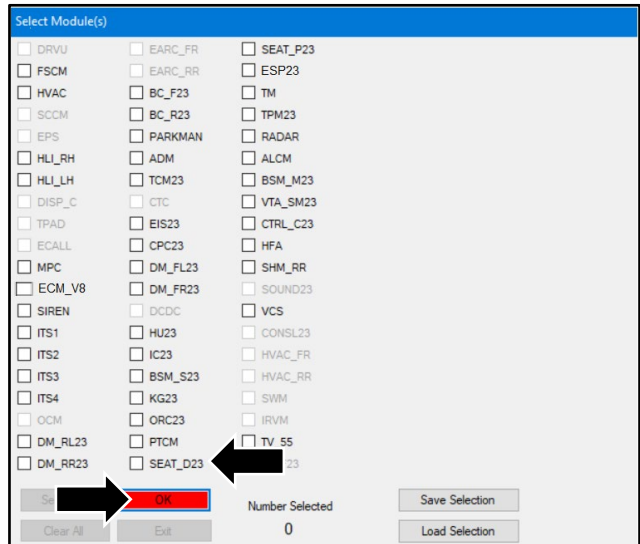 Select Module(s)
DRVU EARC_FR SEAT_P23
FSCM EARC_RR ESP23
HVAC BC_F23 TM
SCCM BC_R23 TPM23
EPS PARKMAN RADAR
HLI_RH ADM ALCM
HLI_LH TCM23 BSM_M23
DISP_C CTC VTA_SM23
TPAD EIS23 CTRL_C23
ECALL CPC23 HFA
MPC DM_FL23 SHM_RR
ECM_V8 DM_FR23 SOUND23
SIREN DCDC VCS
ITS1 HU23 CONSL23
ITS2 IC23 HVAC_FR
ITS3 BSM_S23 HVAC_RR
ITS4 KG23 SWM
OCM ORC23 IRVM
DM_RL23 PTCM TV_55
DM_RR23 SEAT_D23
OK Number Selected Save Selection
Clear All Exit 0 Load Selection